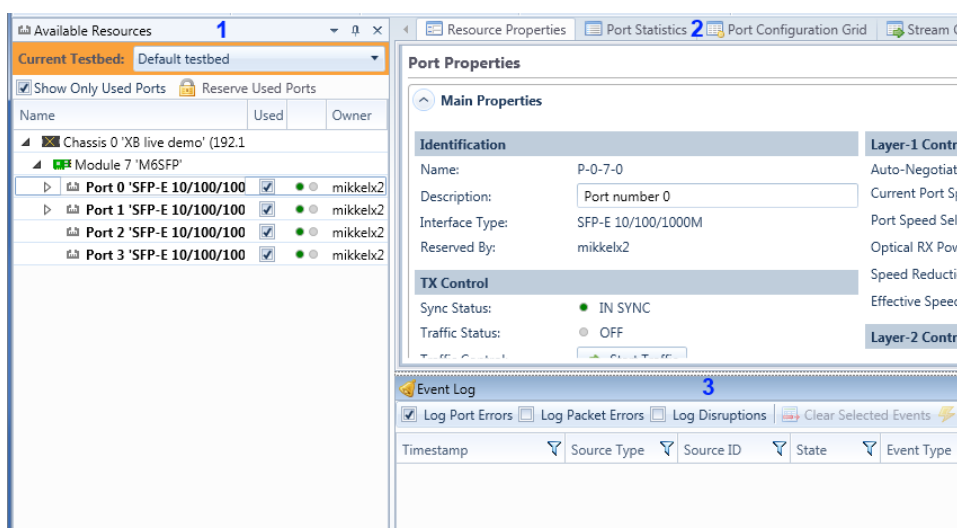 Available Resources 1
Current Testbed: Default testbed
Show Only Used Ports Reserve Used Ports
Name Used Owner
Chassis 0 'XB live demo' (192.1
Module 7 'M6SFP'
Port 0 'SFP-E 10/100/100 mikkelx2
Port 1 'SFP-E 10/100/100 mikkelx2
Port 2 'SFP-E 10/100/100 mikkelx2
Port 3 'SFP-E 10/100/100 mikkelx2
Resource Properties Port Statistics 2 Port Configuration Grid Stream C
Port Properties
Main Properties
Identification
Name: P-0-7-0
Description: Port number 0
Interface Type: SFP-E 10/100/1000M
Reserved By: mikkelx2
TX Control
Sync Status: IN SYNC
Traffic Status: OFF
Traffic Control: Start Traffic
Layer-1 Contr
Auto-Negotiat
Current Port Sp
Port Speed Sel
Optical RX Pow
Speed Reducti
Effective Speed
Layer-2 Contr
Event Log 3
Log Port Errors Log Packet Errors Log Disruptions Clear Selected Events
Timestamp Source Type Source ID State Event Type